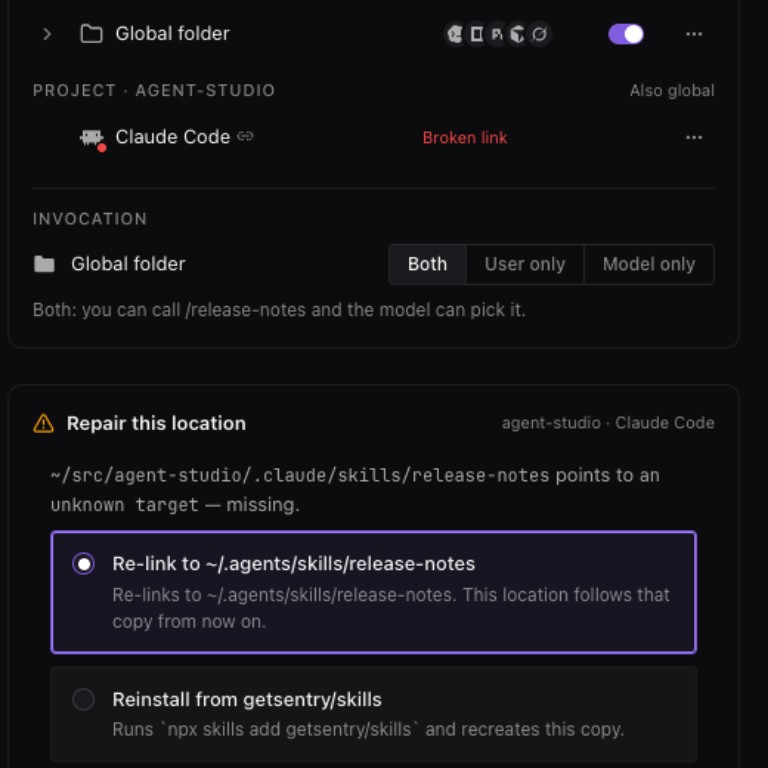 Global folder
PROJECT · AGENT-STUDIO Also global
Claude Code Broken link
INVOCATION
Global folder Both User only Model only
Both: you can call /release-notes and the model can pick it.
Repair this location agent-studio · Claude Code
~/src/agent-studio/.claude/skills/release-notes points to an
unknown target — missing.
Re-link to ~/.agents/skills/release-notes
Re-links to ~/.agents/skills/release-notes. This location follows that
copy from now on.
Reinstall from getsentry/skills
Runs `npx skills add getsentry/skills` and recreates this copy.